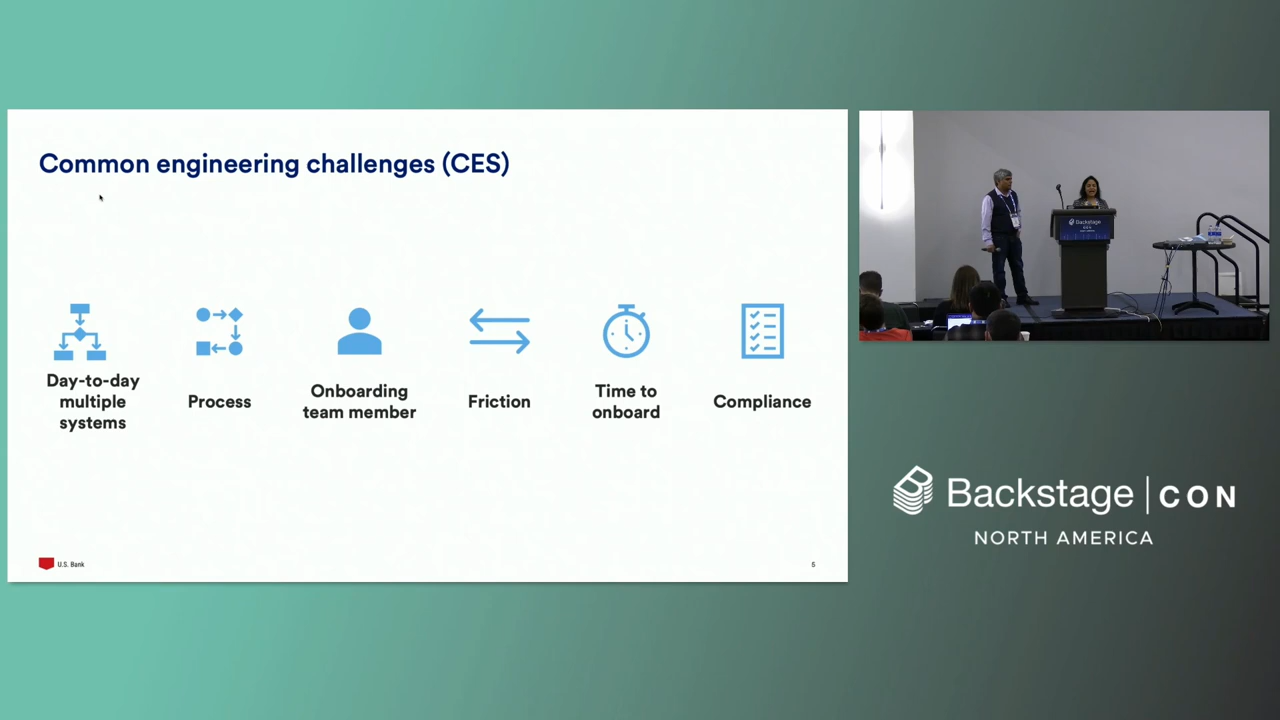 Common engineering challenges (CES)
Day-to-day
multiple
systems
Process
Onboarding
team member
Friction
Time to
onboard
Compliance
U.S. Bank
5
Backstage
Backstage | CON
NORTH AMERICA